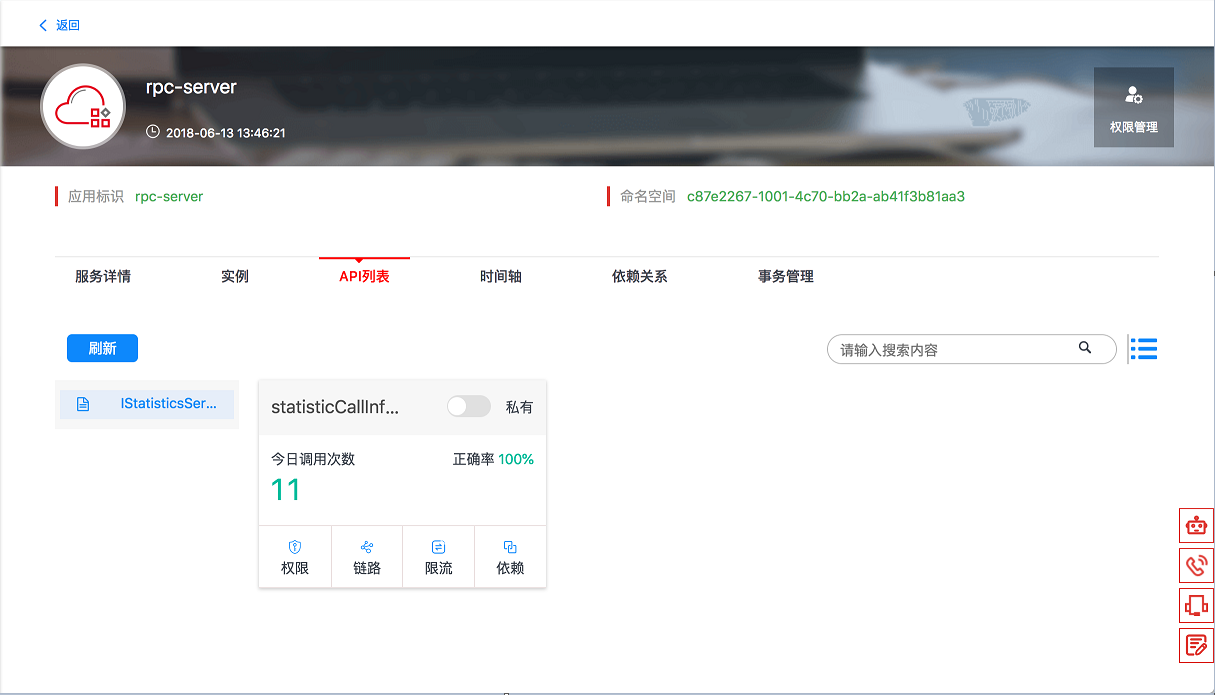 返回
rpc-server
2018-06-13 13:46:21
权限管理
应用标识 rpc-server
命名空间 c87e2267-1001-4c70-bb2a-ab41f3b81aa3
服务详情 实例 API列表 时间轴 依赖关系 事务管理
刷新
请输入搜索内容
IStatisticsSer...
statisticCallInf... 私有
今日调用次数 正确率 100%
11
权限 链路 限流 依赖